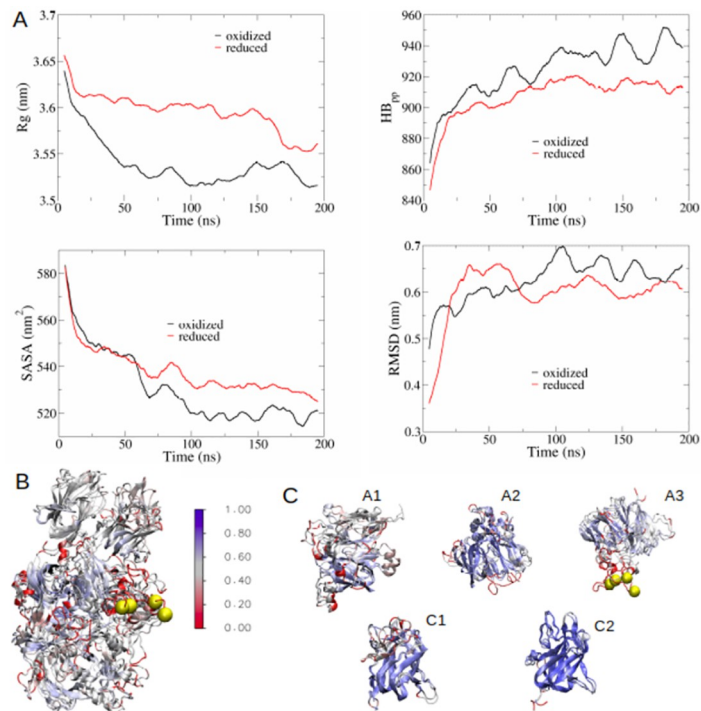 A
3.7
3.65
3.6
3.55
3.5
Rg (nm)
oxidized
reduced
0 50 100 150 200
Time (ns)
960
940
920
900
880
860
840
HBpp
oxidized
reduced
0 50 100 150 200
Time (ns)
580
560
540
520
SASA (nm2)
oxidized
reduced
0 50 100 150 200
Time (ns)
0.7
0.6
0.5
0.4
0.3
RMSD (nm)
oxidized
reduced
0 50 100 150 200
Time (ns)
B
1.00
0.80
0.60
0.40
0.20
0.00
C
A1
A2
A3
C1
C2